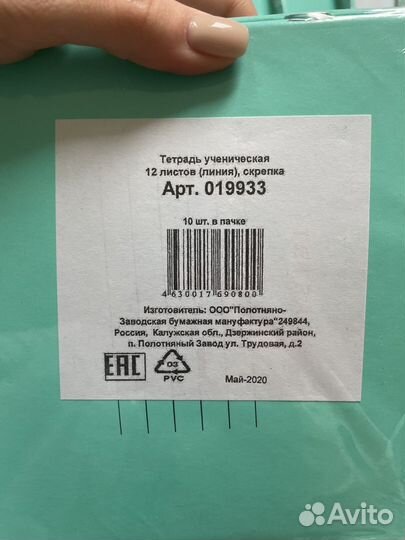 Тетрадь ученическая
12 листов (линия), скрепка
Арт. 019933
10 шт. в пачке
4630017690800
Изготовитель: ООО"Полотняно-
Заводская бумажная мануфактура"249844,
Россия, Калужская обл., Дзержинский район,
п. Полотняный Завод ул. Трудовая, д.2
ЕАС
03
PVC
Май-2020
Avito